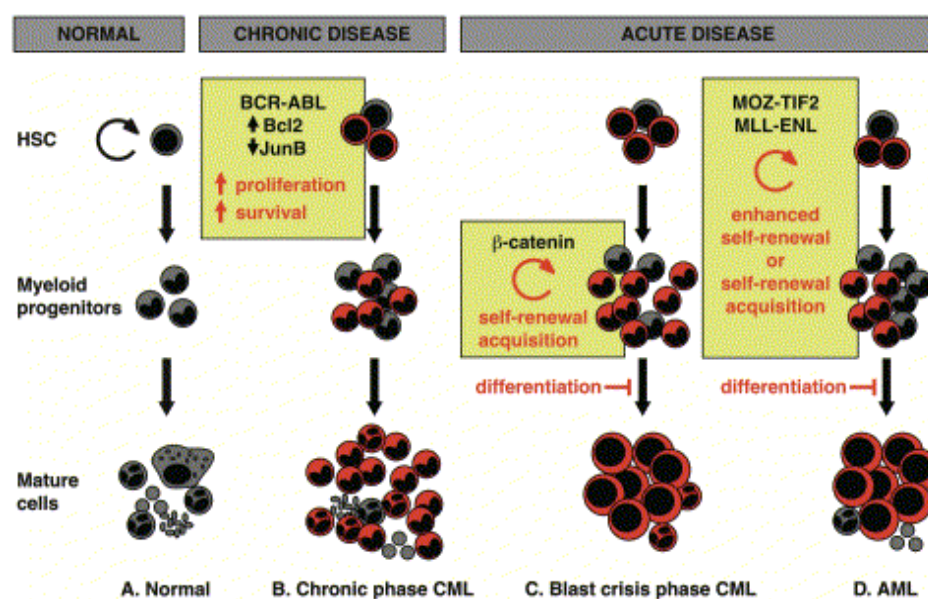 NORMAL
CHRONIC DISEASE
ACUTE DISEASE
HSC
BCR-ABL
Bcl2
JunB
proliferation
survival
MOZ-TIF2
MLL-ENL
enhanced
self-renewal
or
self-renewal
acquisition
Myeloid
progenitors
β-catenin
self-renewal
acquisition
differentiation
differentiation
Mature
cells
A. Normal
B. Chronic phase CML
C. Blast crisis phase CML
D. AML